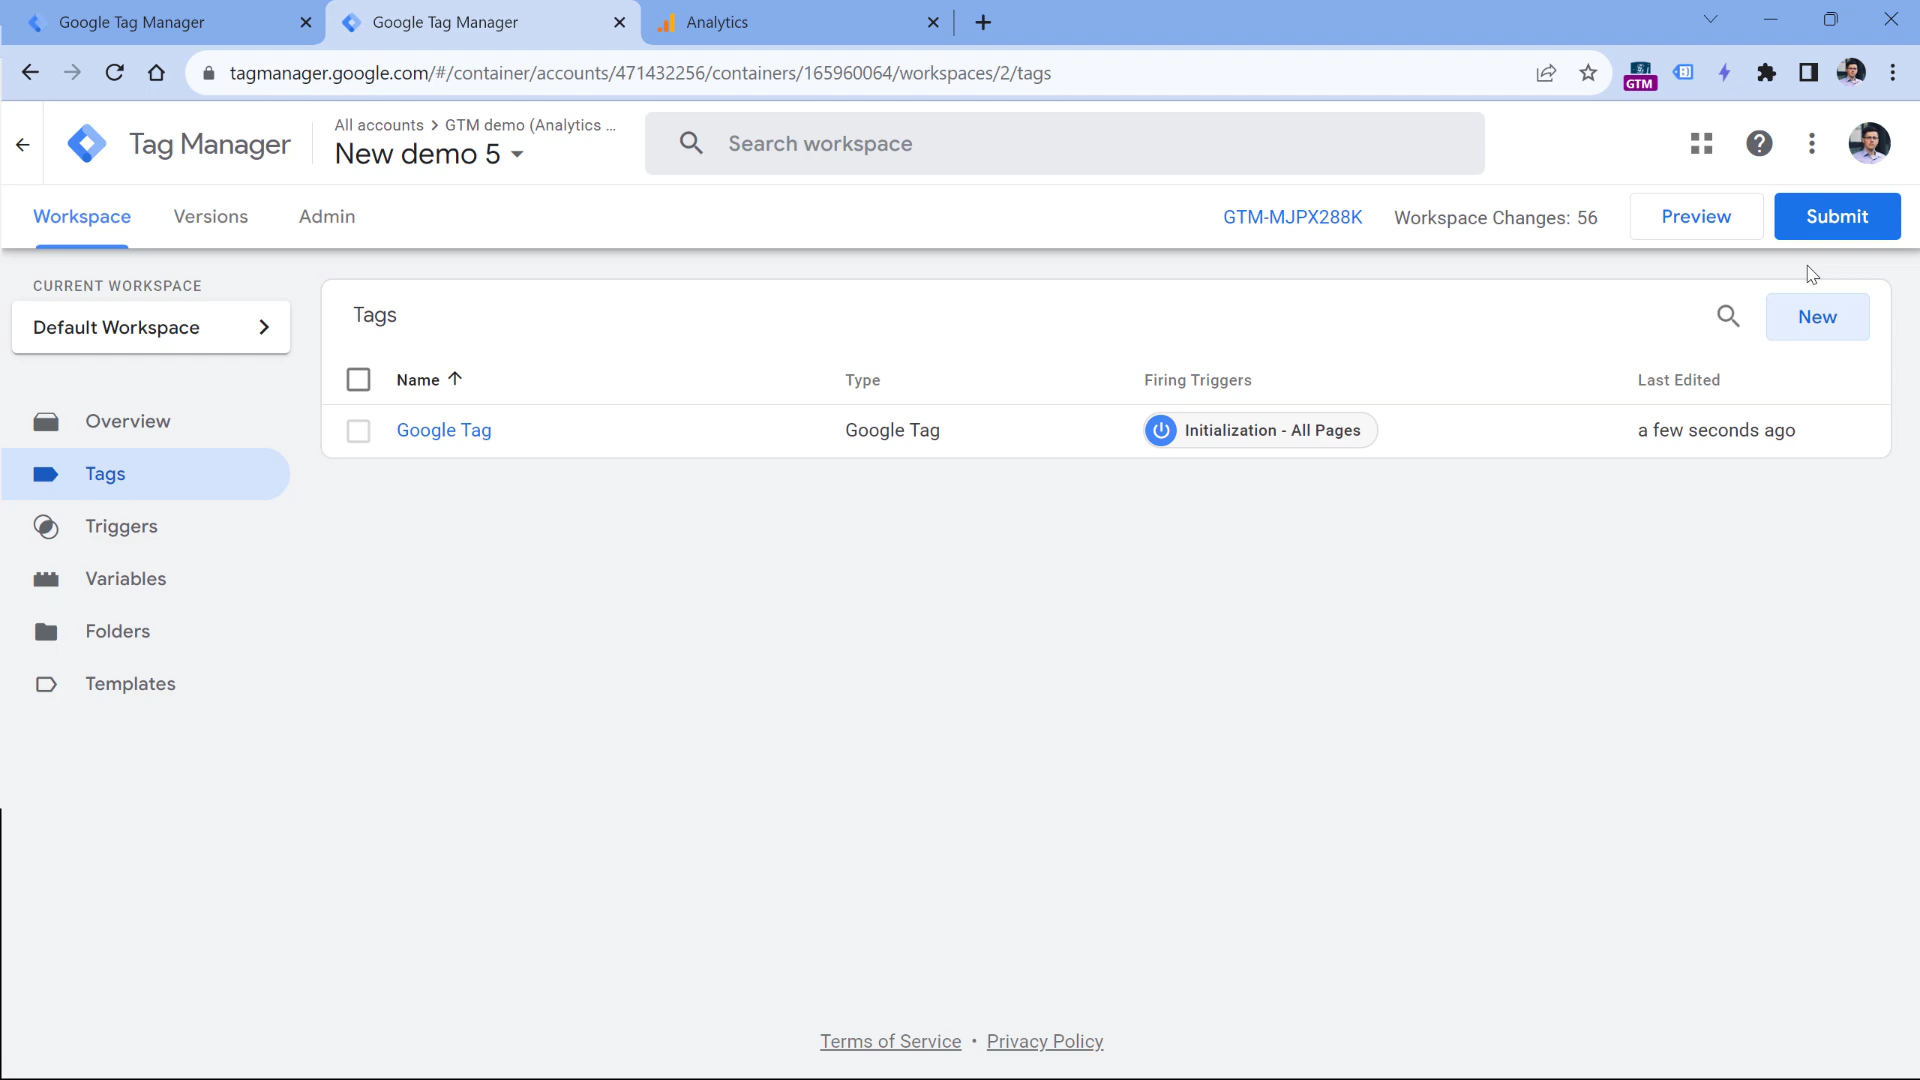 Google Tag Manager
Google Tag Manager
Analytics
tagmanager.google.com/#/container/accounts/471432256/containers/165960064/workspaces/2/tags
GTM
Tag Manager
All accounts > GTM demo (Analytics ...
New demo 5
Search workspace
Workspace
Versions
Admin
GTM-MJPX288K
Workspace Changes: 56
Preview
Submit
CURRENT WORKSPACE
Default Workspace
Overview
Tags
Triggers
Variables
Folders
Templates
Tags
New
Name
Type
Firing Triggers
Last Edited
Google Tag
Google Tag
Initialization - All Pages
a few seconds ago
Terms of Service • Privacy Policy